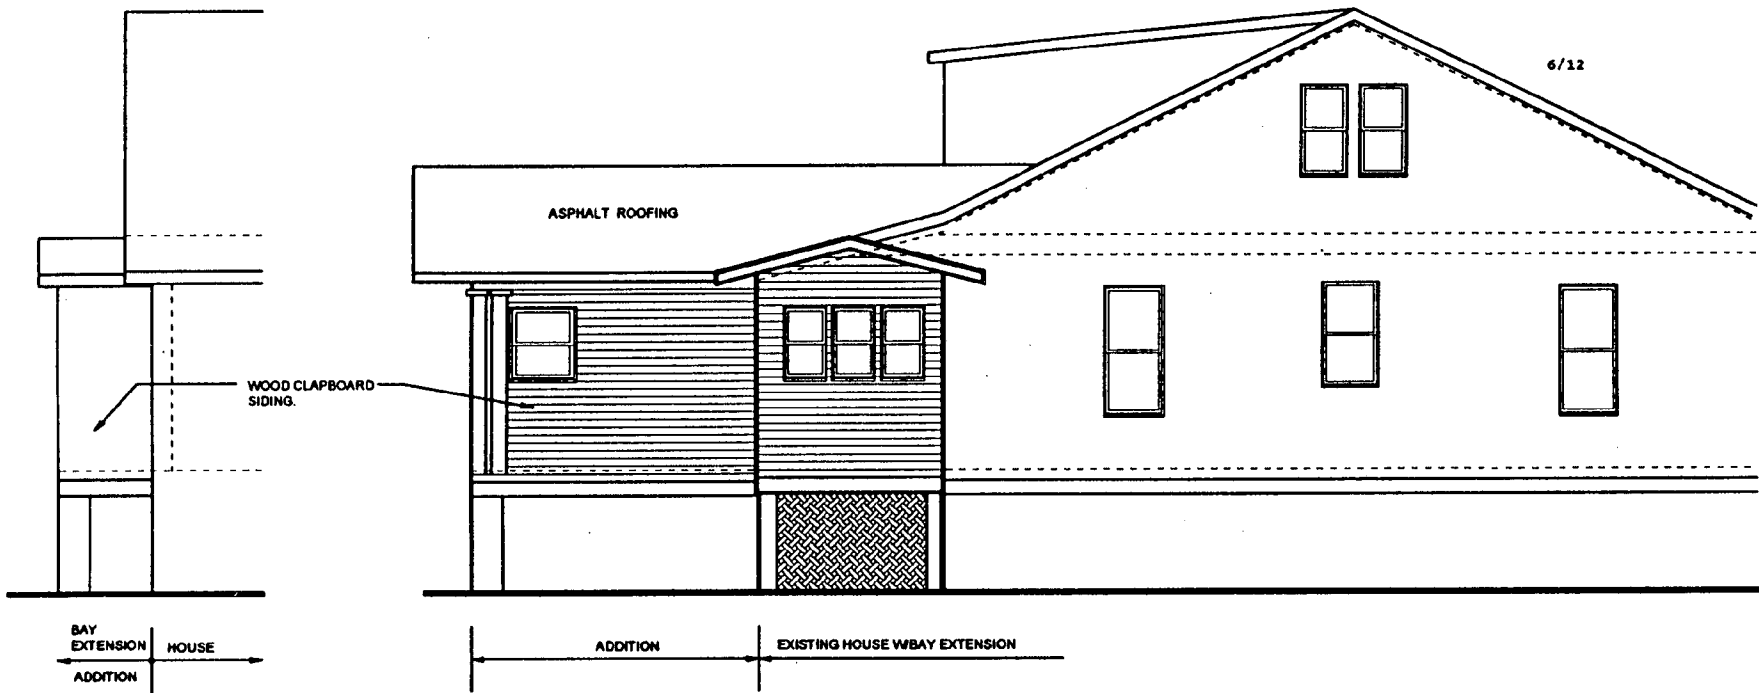 6/12
ASPHALT ROOFING
WOOD CLAPBOARD
SIDING.
BAY
EXTENSION
HOUSE
ADDITION
ADDITION
EXISTING HOUSE W/BAY EXTENSION